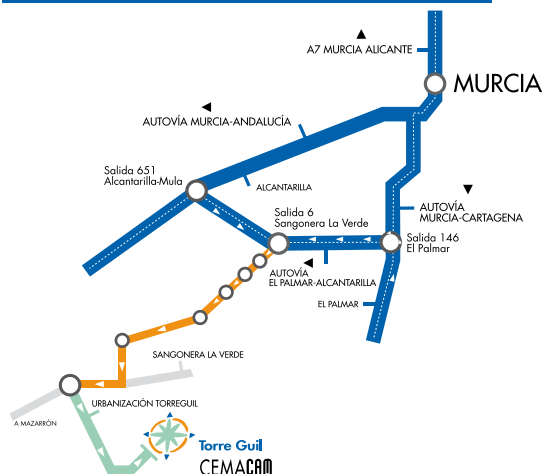 A7 MURCIA ALICANTE
MURCIA
AUTOVÍA MURCIA-ANDALUCÍA
Salida 651
Alcantarilla-Mula
ALCANTARILLA
Salida 6
Sangonera La Verde
AUTOVÍA
MURCIA-CARTAGENA
Salida 146
El Palmar
AUTOVÍA
EL PALMAR-ALCANTARILLA
EL PALMAR
SANGONERA LA VERDE
URBANIZACIÓN TORREGUIL
A MAZARRÓN
Torre Guil
CEMACAM